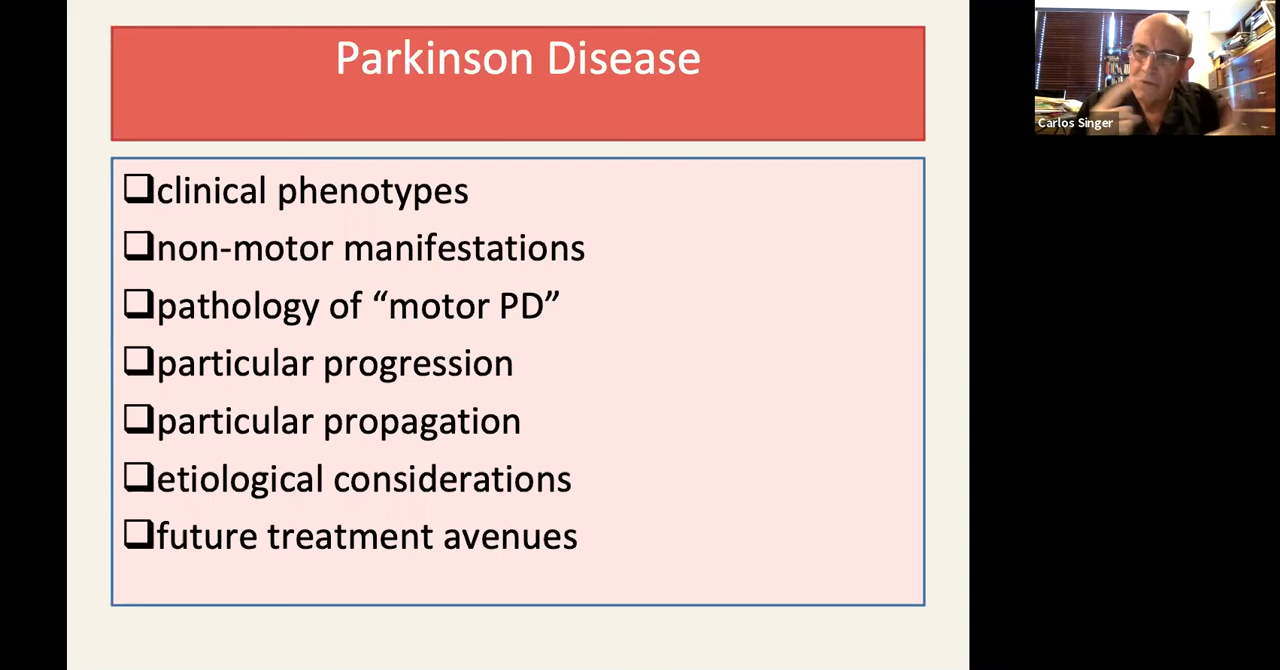 Parkinson Disease
❑clinical phenotypes
❑non-motor manifestations
❑pathology of “motor PD”
❑particular progression
❑particular propagation
❑etiological considerations
❑future treatment avenues
Carlos Singer